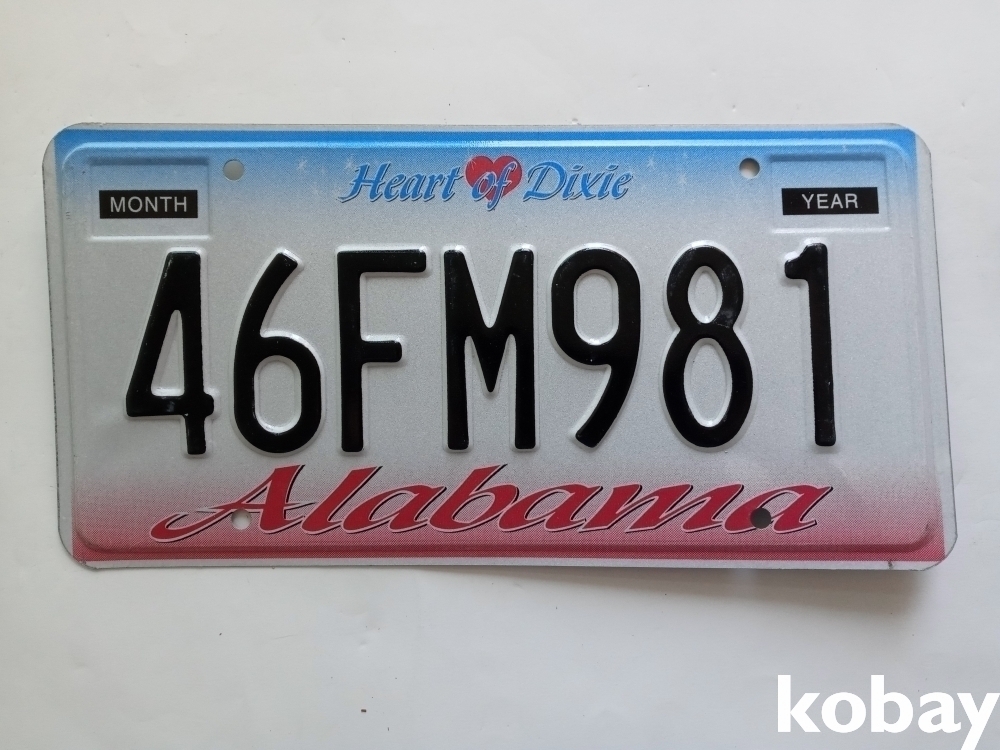 Heart of Dixie
MONTH
YEAR
46FM981
Alabama
kobay